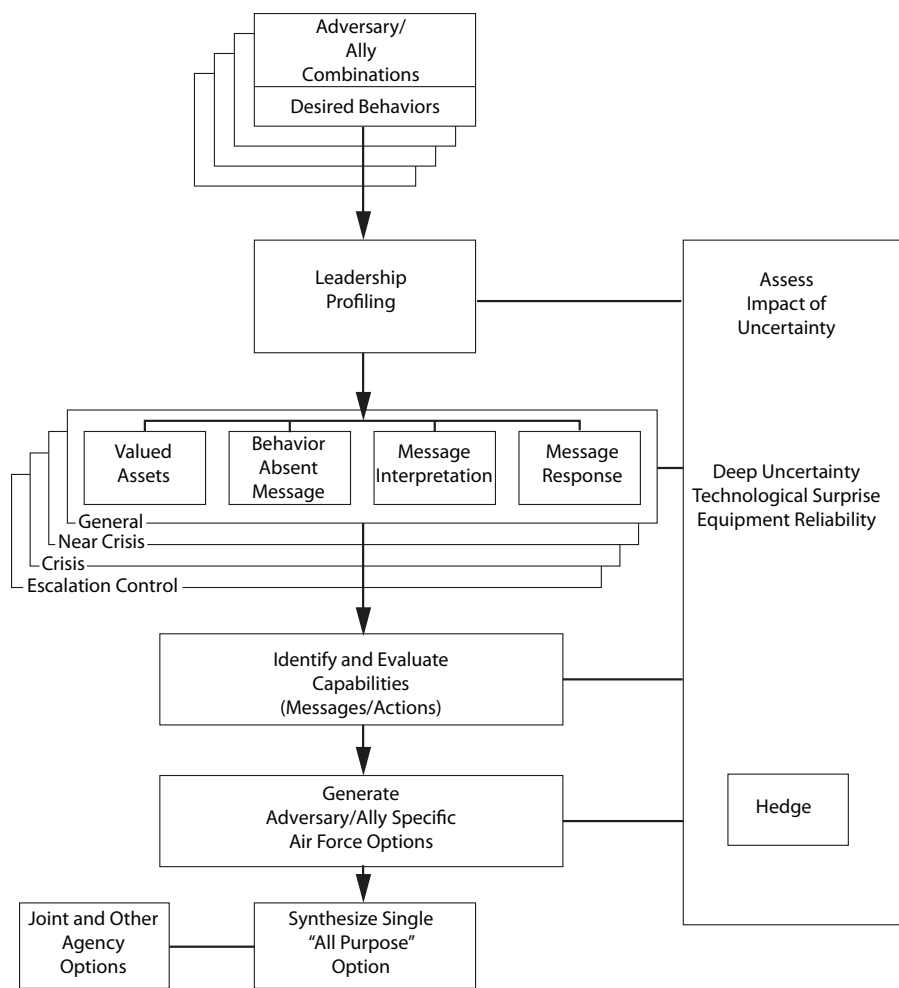 Adversary/
Ally
Combinations
Desired Behaviors
Leadership
Profiling
Assess
Impact of
Uncertainty
Valued
Assets
Behavior
Absent
Message
Message
Interpretation
Message
Response
Deep Uncertainty
Technological Surprise
Equipment Reliability
General
Near Crisis
Crisis
Escalation Control
Identify and Evaluate
Capabilities
(Messages/Actions)
Generate
Adversary/Ally Specific
Air Force Options
Hedge
Joint and Other
Agency
Options
Synthesize Single
“All Purpose”
Option